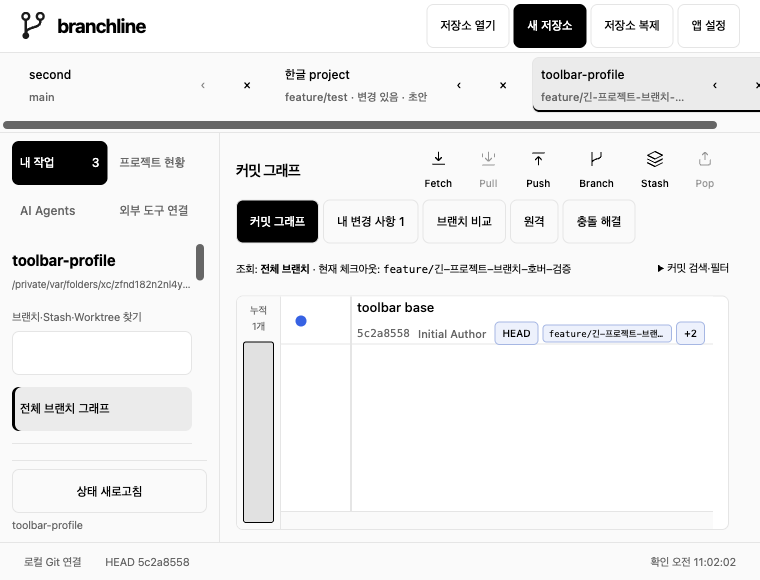 branchline
저장소 열기
새 저장소
저장소 복제
앱 설정
second
main
‹
×
한글 project
feature/test · 변경 있음 · 초안
‹
×
toolbar-profile
feature/긴-프로젝트-브랜치-...
‹
×
내 작업 3
프로젝트 현황
AI Agents
외부 도구 연결
toolbar-profile
/private/var/folders/xc/zfnd182n2nl4y...
브랜치·Stash·Worktree 찾기
전체 브랜치 그래프
상태 새로고침
toolbar-profile
커밋 그래프
Fetch
Pull
Push
Branch
Stash
Pop
커밋 그래프
내 변경 사항 1
브랜치 비교
원격
충돌 해결
조회: 전체 브랜치 · 현재 체크아웃: feature/긴-프로젝트-브랜치-호버-검증
▶ 커밋 검색·필터
누적
1개
toolbar base
5c2a8558 Initial Author HEAD feature/긴-프로젝트-브랜... +2
로컬 Git 연결
HEAD 5c2a8558
확인 오전 11:02:02